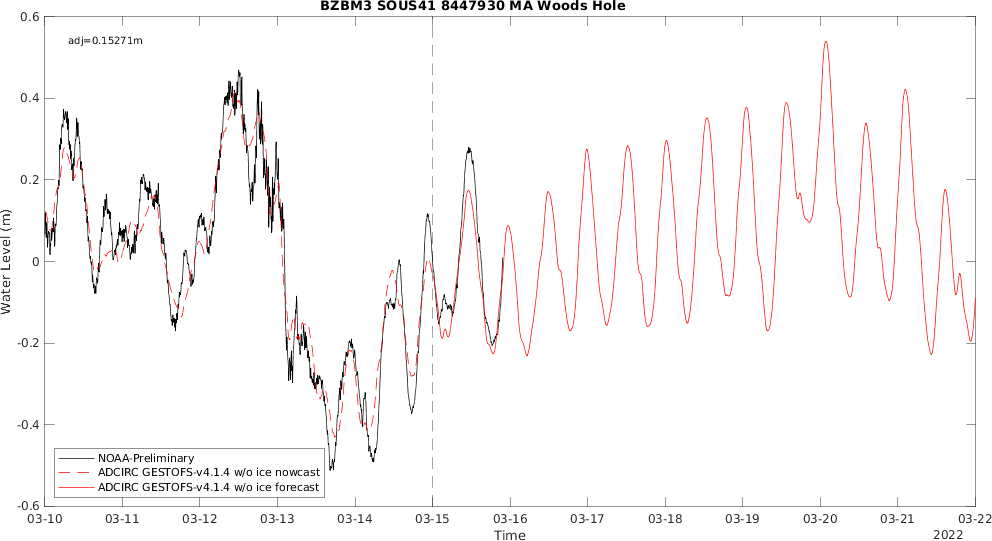 BZBM3 SOUS41 8447930 MA Woods Hole
adj=0.15271m
0.6
0.4
0.2
0
-0.2
-0.4
-0.6
Water Level (m)
NOAA-Preliminary
ADCIRC GESTOFS-v4.1.4 w/o ice nowcast
ADCIRC GESTOFS-v4.1.4 w/o ice forecast
03-10 03-11 03-12 03-13 03-14 03-15 03-16 03-17 03-18 03-19 03-20 03-21 03-22
Time
2022